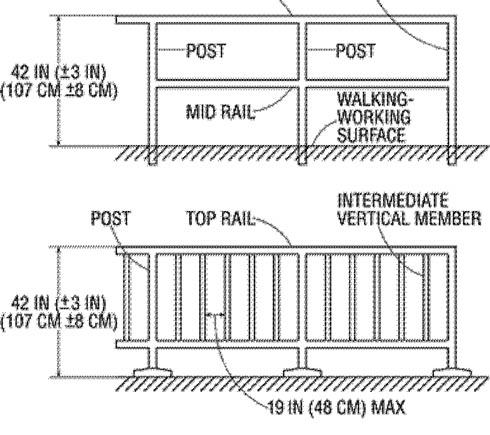 42 IN (±3 IN)
(107 CM ±8 CM)
POST
POST
MID RAIL
WALKING-
WORKING
SURFACE
POST
TOP RAIL
INTERMEDIATE
VERTICAL MEMBER
42 IN (±3 IN)
(107 CM ±8 CM)
19 IN (48 CM) MAX